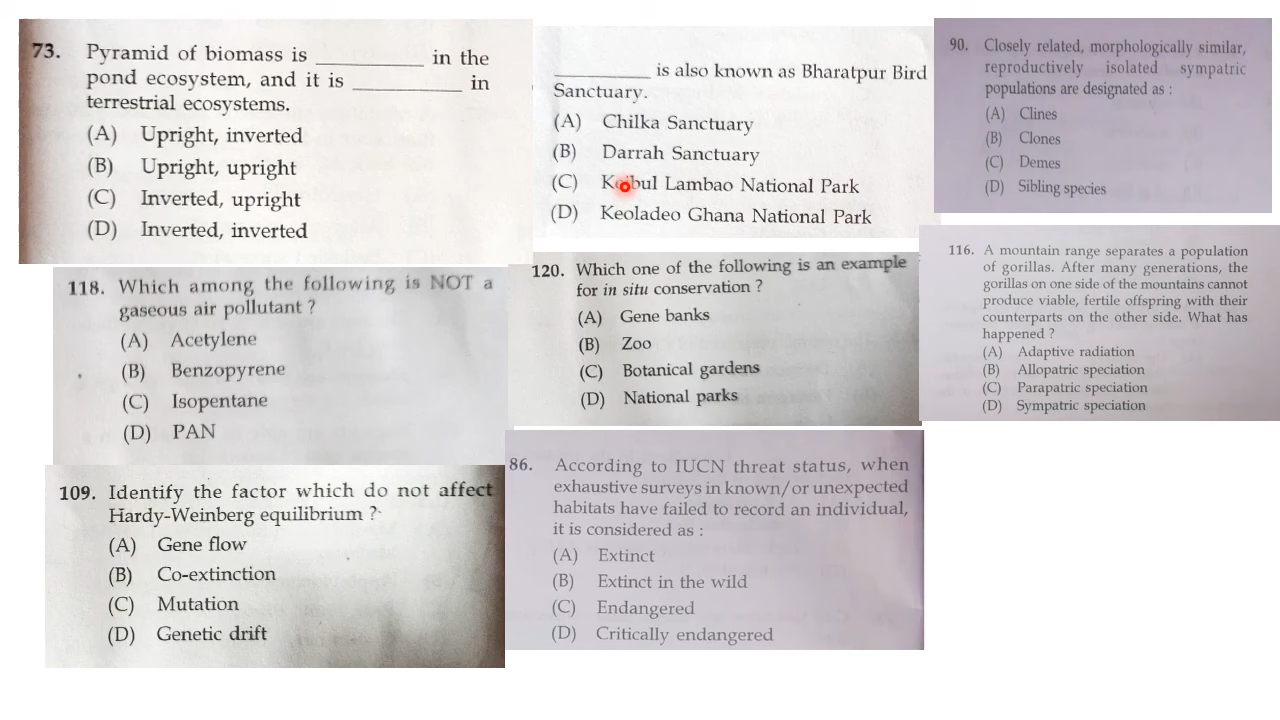 73. Pyramid of biomass is __________ in the
pond ecosystem, and it is __________ in
terrestrial ecosystems.
(A) Upright, inverted
(B) Upright, upright
(C) Inverted, upright
(D) Inverted, inverted
__________ is also known as Bharatpur Bird
Sanctuary.
(A) Chilka Sanctuary
(B) Darrah Sanctuary
(C) Keibul Lambao National Park
(D) Keoladeo Ghana National Park
90. Closely related, morphologically similar,
reproductively isolated sympatric
populations are designated as :
(A) Clines
(B) Clones
(C) Demes
(D) Sibling species
118. Which among the following is NOT a
gaseous air pollutant ?
(A) Acetylene
(B) Benzopyrene
(C) Isopentane
(D) PAN
120. Which one of the following is an example
for in situ conservation ?
(A) Gene banks
(B) Zoo
(C) Botanical gardens
(D) National parks
116. A mountain range separates a population
of gorillas. After many generations, the
gorillas on one side of the mountains cannot
produce viable, fertile offspring with their
counterparts on the other side. What has
happened ?
(A) Adaptive radiation
(B) Allopatric speciation
(C) Parapatric speciation
(D) Sympatric speciation
109. Identify the factor which do not affect
Hardy-Weinberg equilibrium ?
(A) Gene flow
(B) Co-extinction
(C) Mutation
(D) Genetic drift
86. According to IUCN threat status, when
exhaustive surveys in known/or unexpected
habitats have failed to record an individual,
it is considered as :
(A) Extinct
(B) Extinct in the wild
(C) Endangered
(D) Critically endangered